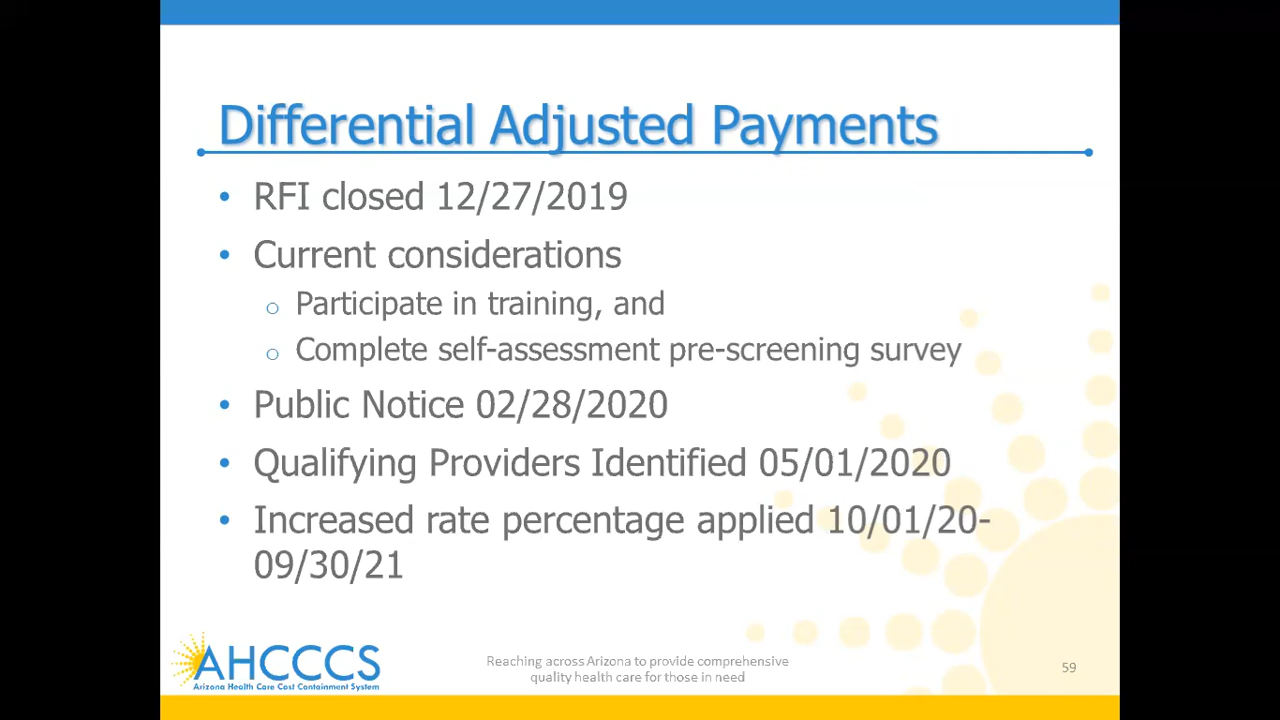 Differential Adjusted Payments
• RFI closed 12/27/2019
• Current considerations
o Participate in training, and
o Complete self-assessment pre-screening survey
• Public Notice 02/28/2020
• Qualifying Providers Identified 05/01/2020
• Increased rate percentage applied 10/01/20-
09/30/21
AHCCCS
Arizona Health Care Cost Containment System
Reaching across Arizona to provide comprehensive
quality health care for those in need
59